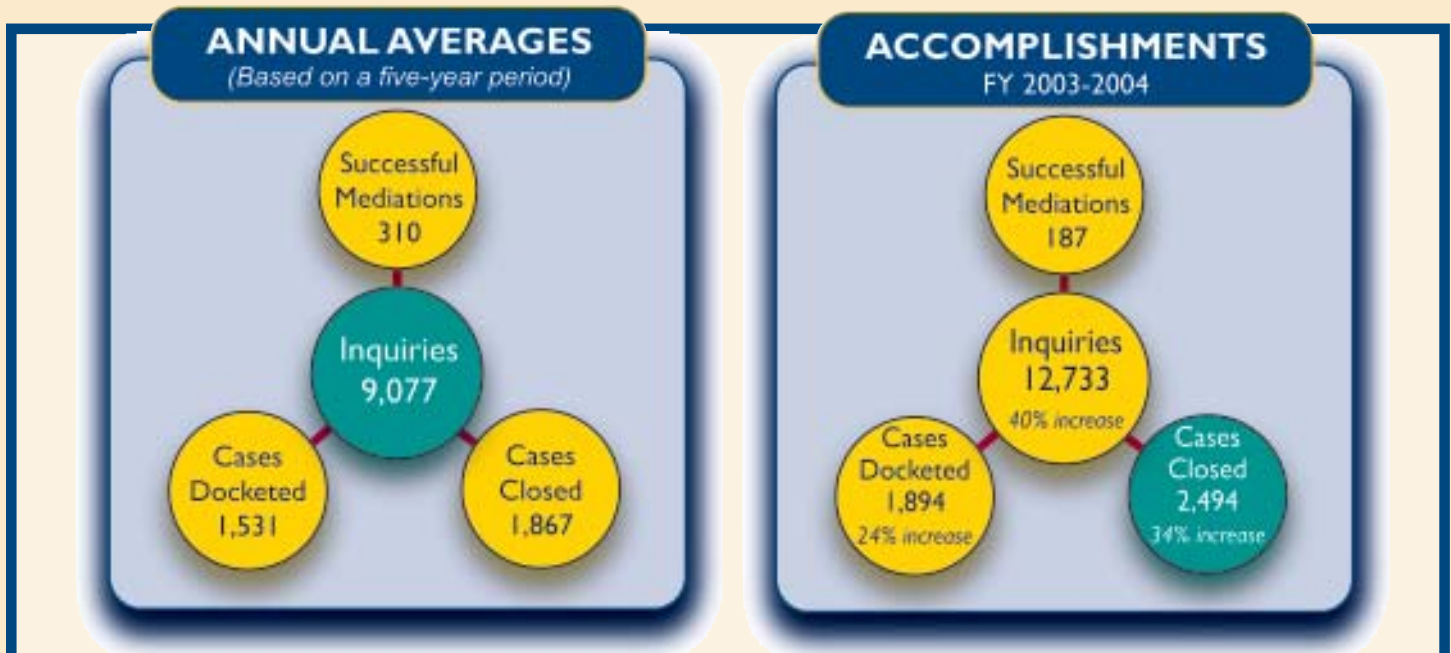 ANNUAL AVERAGES
(Based on a five-year period)
Successful
Mediations
310
Inquiries
9,077
Cases
Docketed
1,531
Cases
Closed
1,867
ACCOMPLISHMENTS
FY 2003-2004
Successful
Mediations
187
Inquiries
12,733
40% increase
Cases
Docketed
1,894
24% increase
Cases
Closed
2,494
34% increase